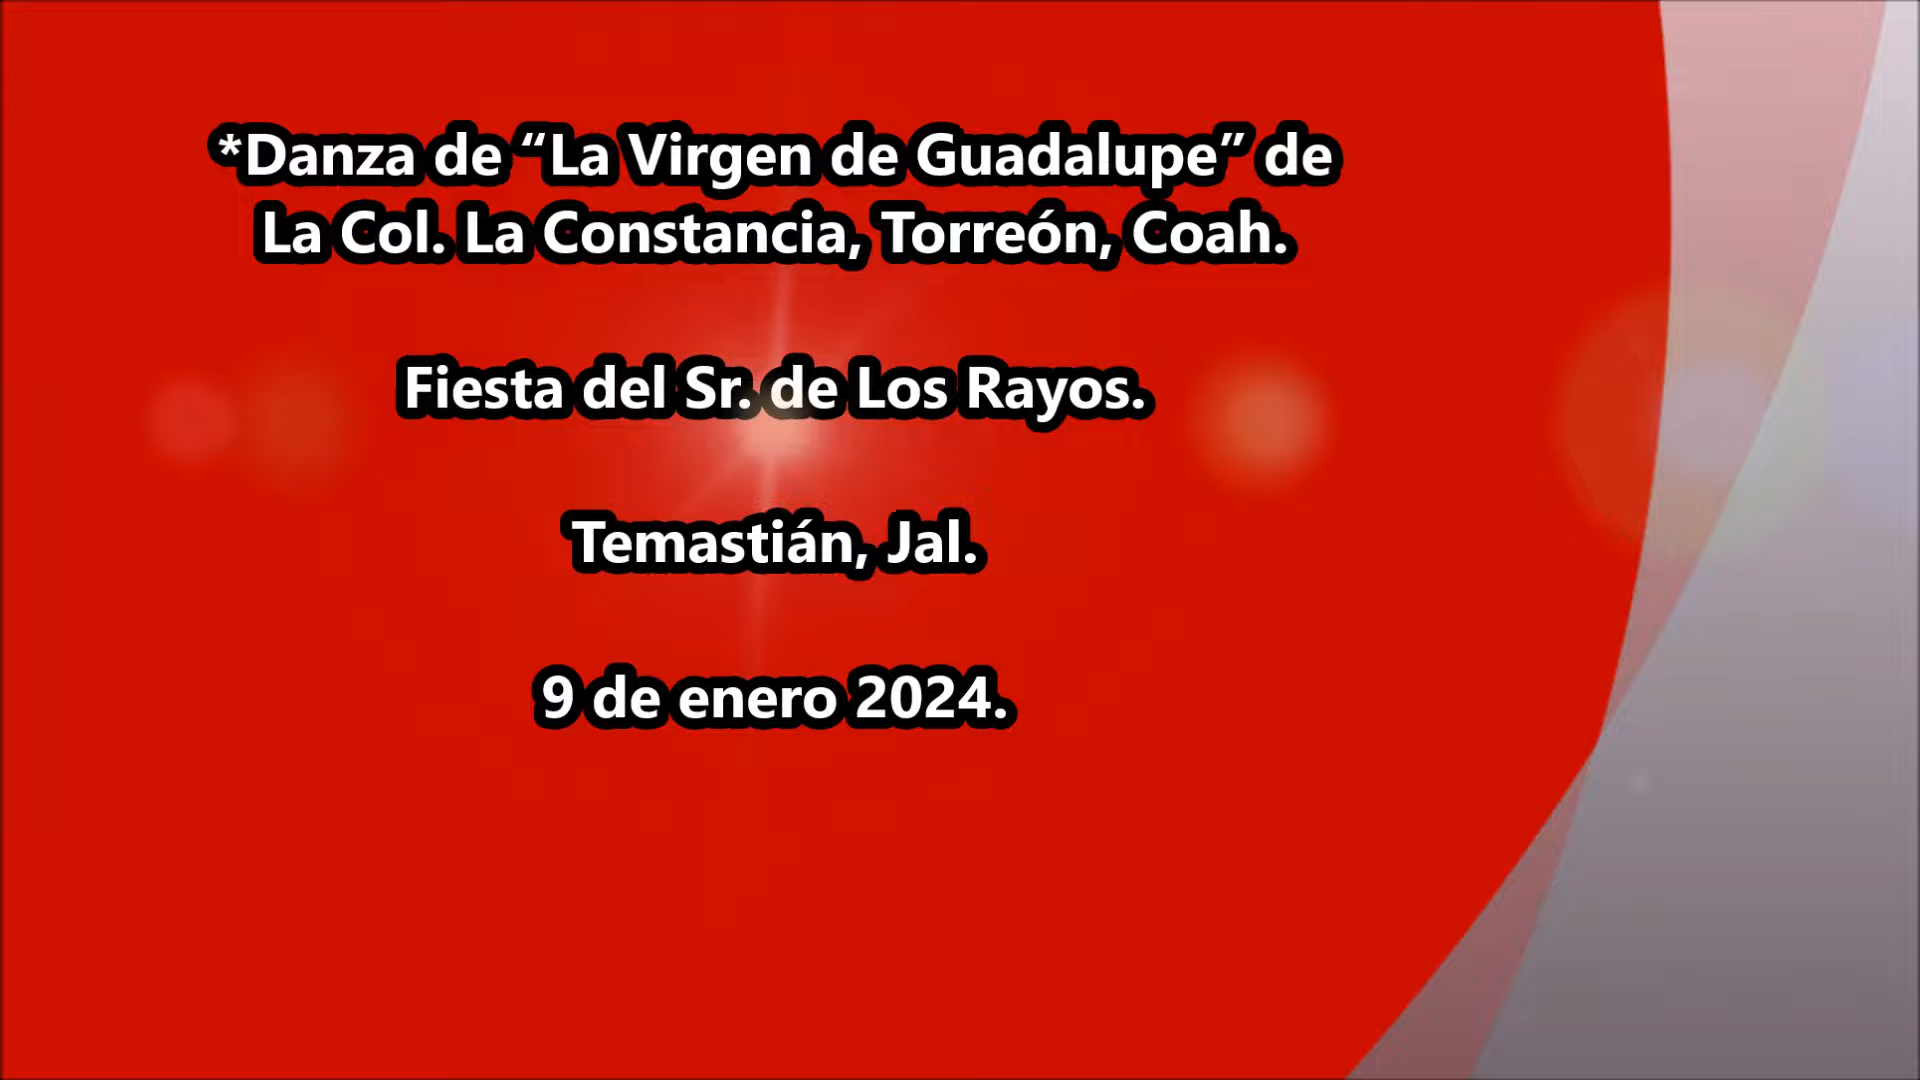 *Danza de “La Virgen de Guadalupe” de
La Col. La Constancia, Torreón, Coah.
Fiesta del Sr. de Los Rayos.
Temastián, Jal.
9 de enero 2024.